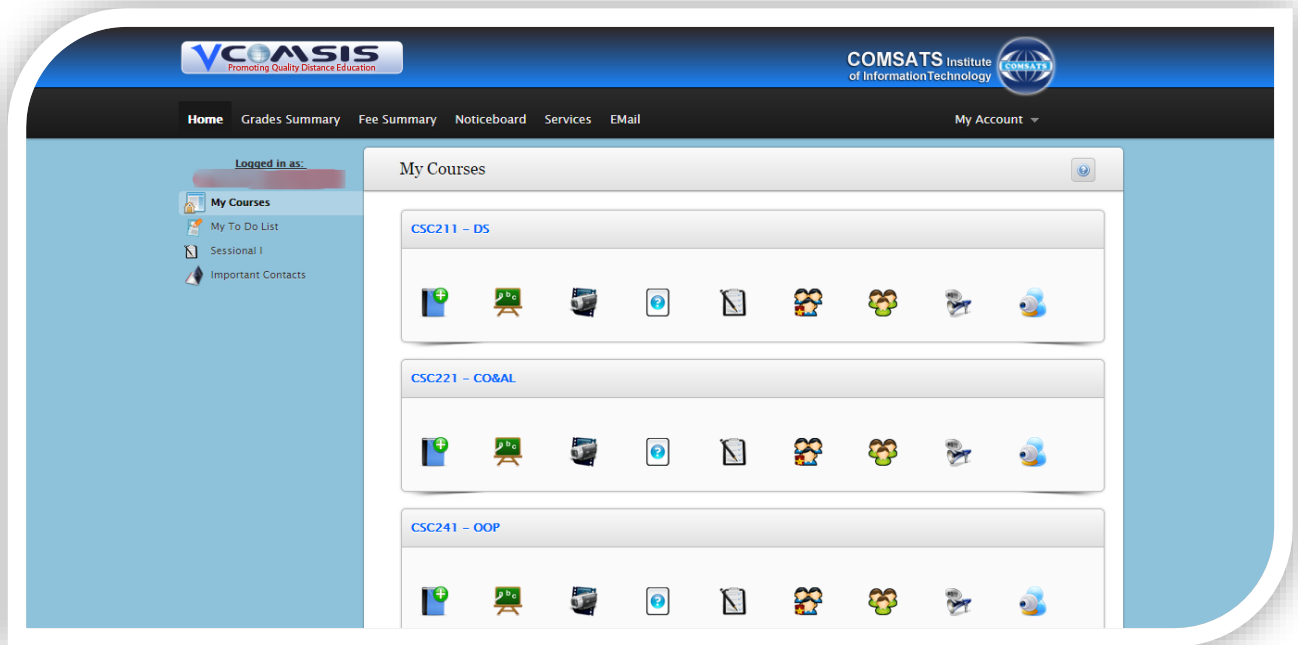 VCOMSIS
Promoting Quality Distance Education
COMSATS Institute
of Information Technology
COMSATS
Home Grades Summary Fee Summary Noticeboard Services EMail My Account
Logged in as:
My Courses
My To Do List
Sessional I
Important Contacts
My Courses
CSC211 – DS
CSC221 – CO&AL
CSC241 – OOP